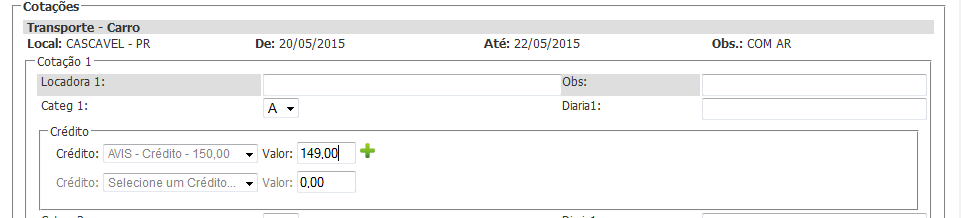 Cotações
Transporte - Carro
Local: CASCAVEL - PR De: 20/05/2015 Até: 22/05/2015 Obs.: COM AR
Cotação 1
Locadora 1: Obs:
Categ 1: A Diaria1:
Crédito
Crédito: AVIS - Crédito - 150,00 Valor: 149,00
Crédito: Selecione um Crédito... Valor: 0,00